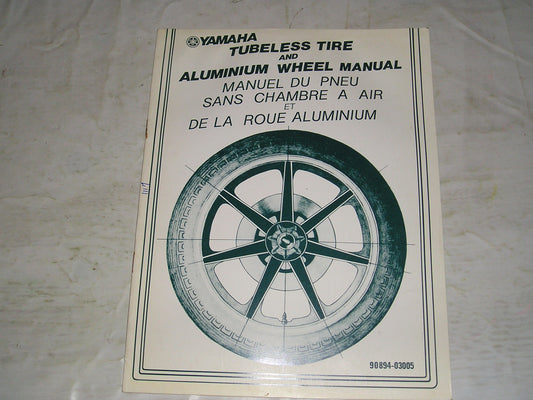 YAMAHA
TUBELESS TIRE
AND
ALUMINIUM WHEEL MANUAL
MANUEL DU PNEU
SANS CHAMBRE A AIR
ET
DE LA ROUE ALUMINIUM
90894-03005